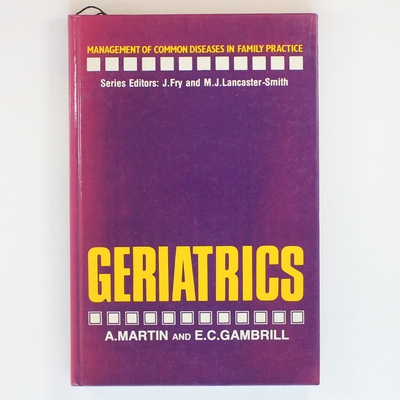 MANAGEMENT OF COMMON DISEASES IN FAMILY PRACTICE
Series Editors: J.Fry and M.J.Lancaster-Smith
GERIATRICS
A.MARTIN AND E.C.GAMBRILL